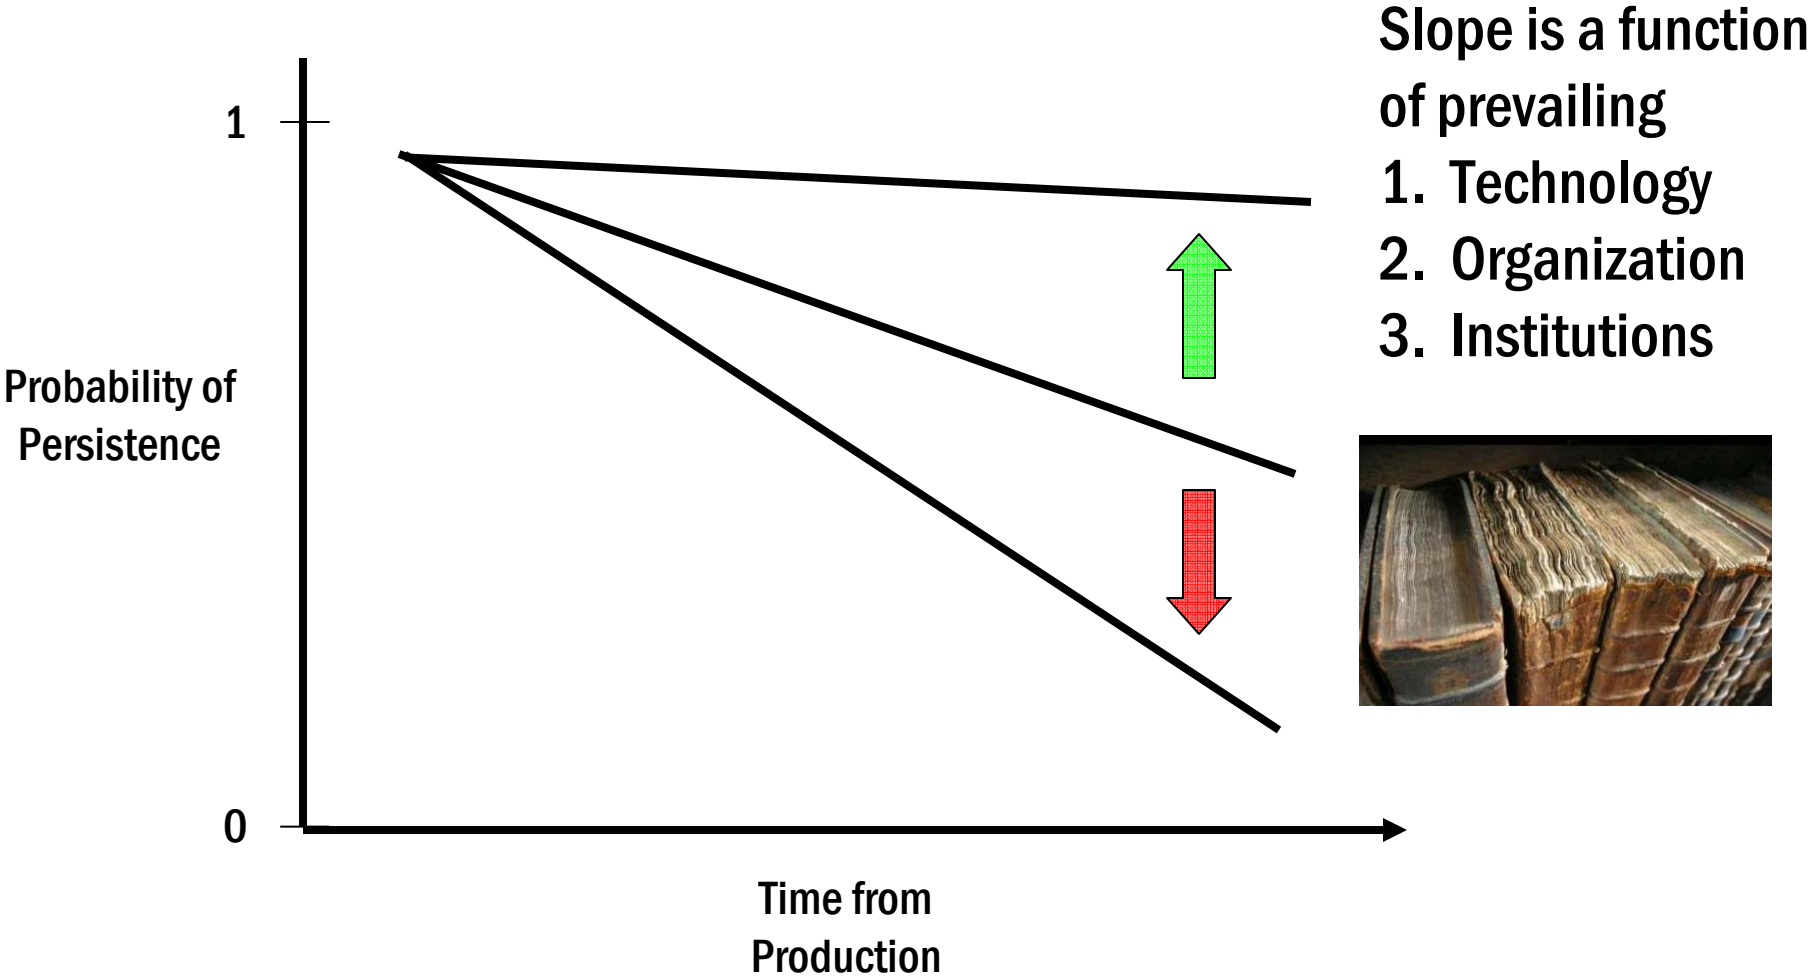 Slope is a function
of prevailing
1. Technology
2. Organization
3. Institutions
1
Probability of
Persistence
0
Time from
Production